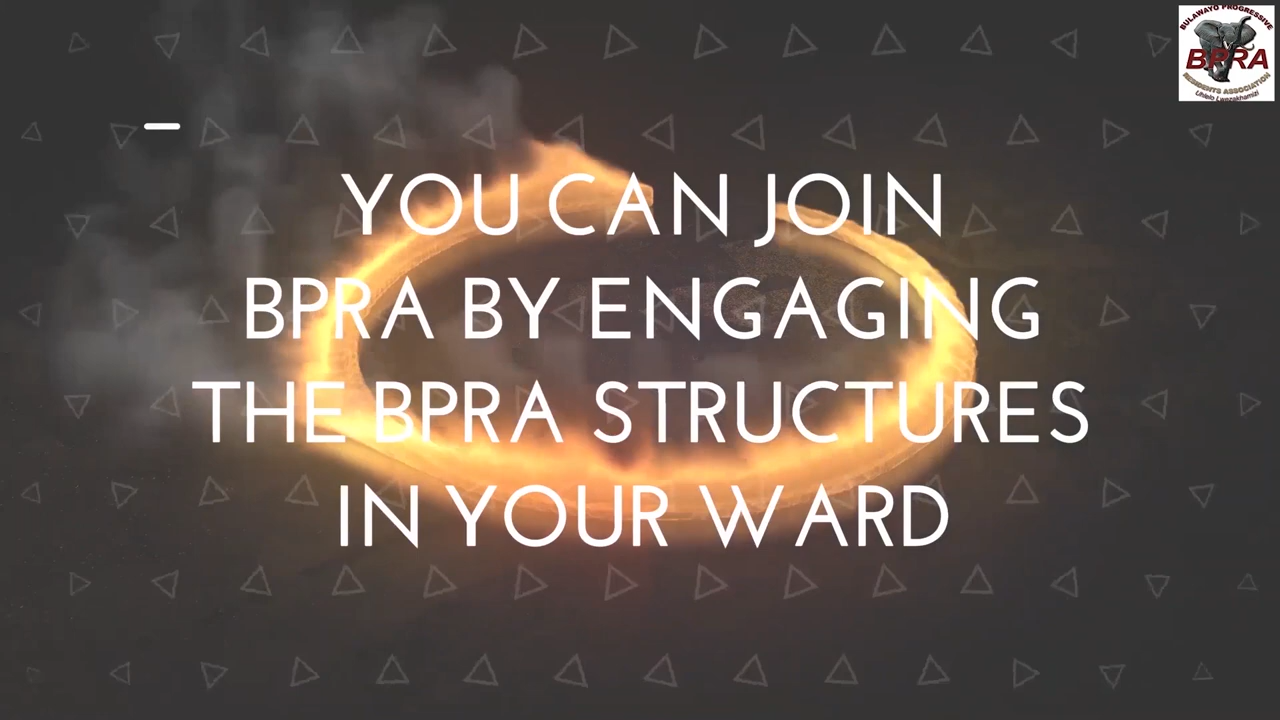 BULAWAYO PROGRESSIVE
BPRA
RESIDENTS ASSOCIATION
YOU CAN JOIN
BPRA BY ENGAGING
THE BPRA STRUCTURES
IN YOUR WARD